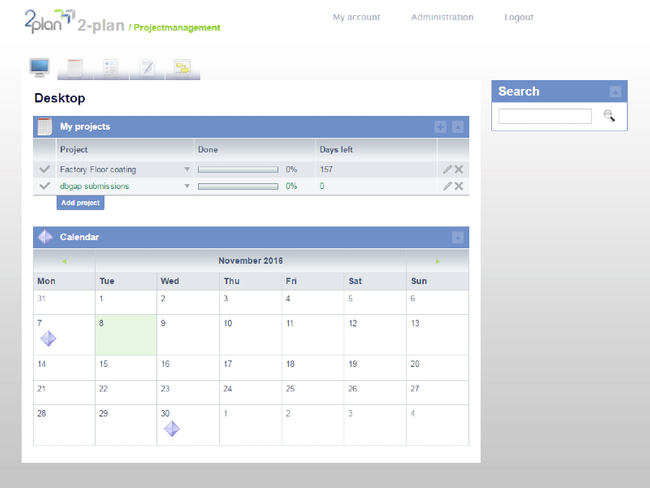 2plan 2-plan / Projectmanagement
My account Administration Logout
Desktop
Search
My projects
Project Done Days left
Factory Floor coating 0% 157
dbgap submissions 0% 0
Add project
Calendar
November 2016
Mon Tue Wed Thu Fri Sat Sun
31 1 2 3 4 5 6
7 8 9 10 11 12 13
14 15 16 17 18 19 20
21 22 23 24 25 26 27
28 29 30 1 2 3 4